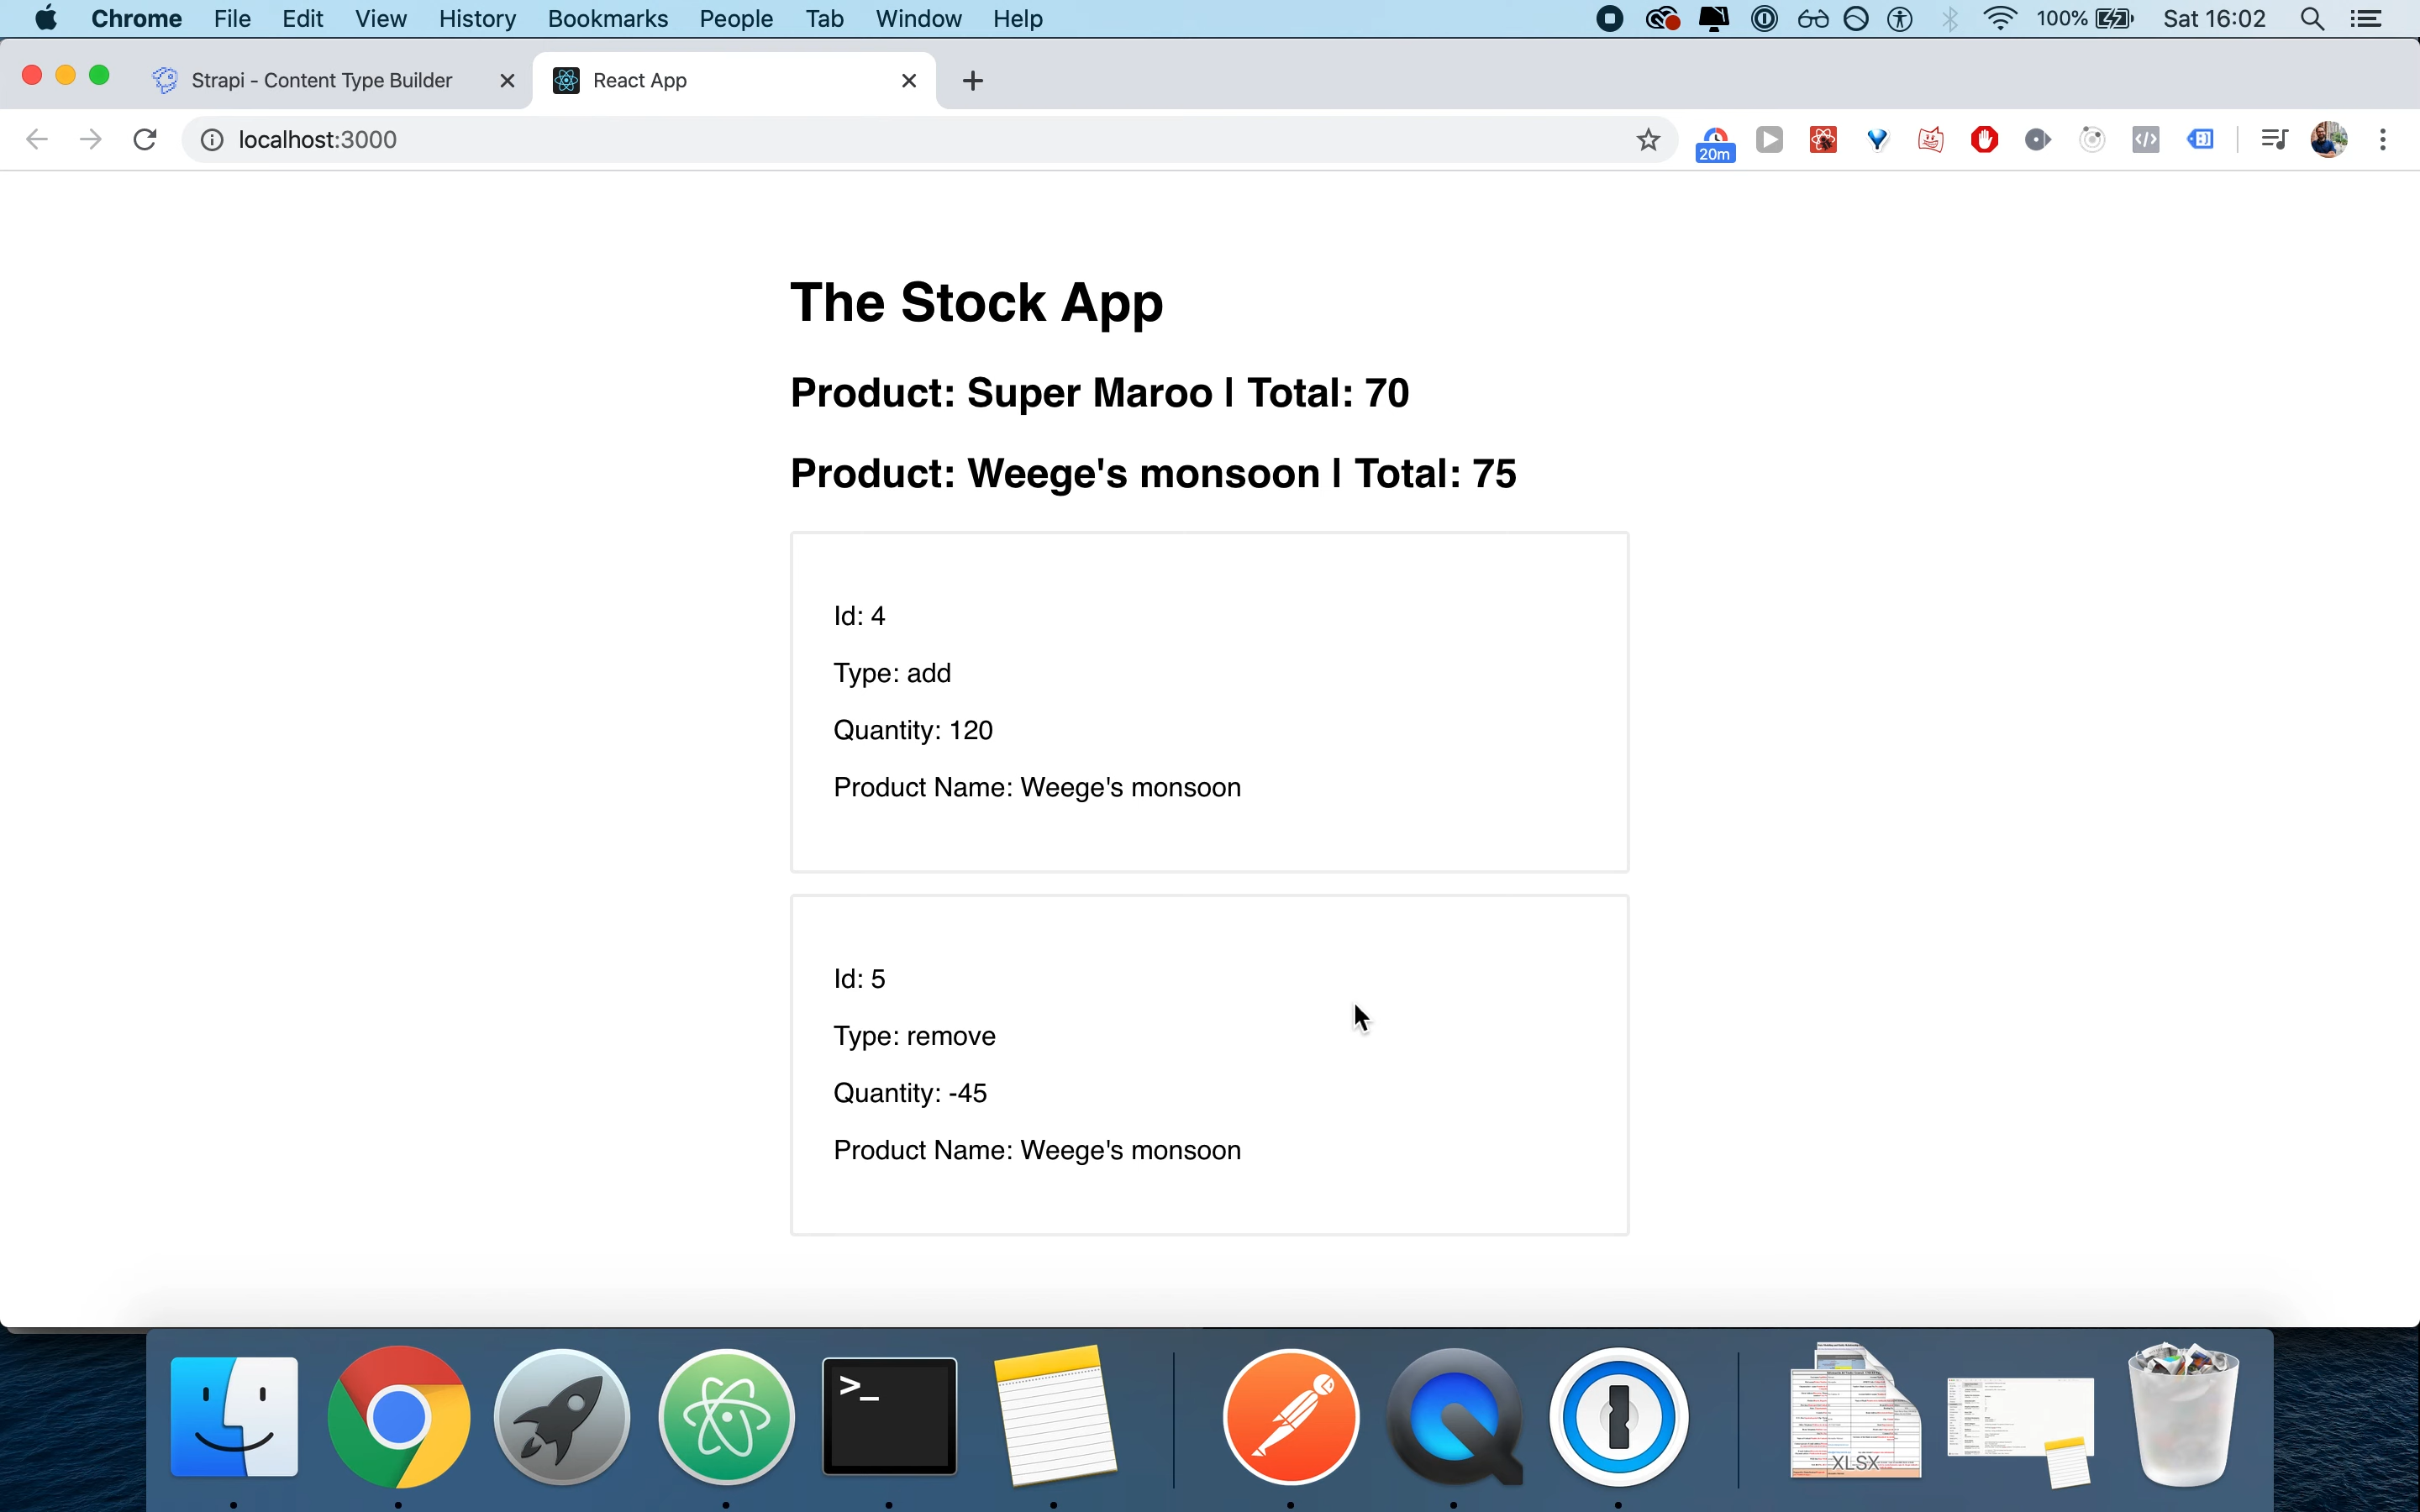 Chrome File Edit View History Bookmarks People Tab Window Help 100% Sat 16:02
Strapi - Content Type Builder React App
localhost:3000
20m
The Stock App
Product: Super Maroo | Total: 70
Product: Weege's monsoon | Total: 75
Id: 4
Type: add
Quantity: 120
Product Name: Weege's monsoon
Id: 5
Type: remove
Quantity: -45
Product Name: Weege's monsoon
>_
XLSX